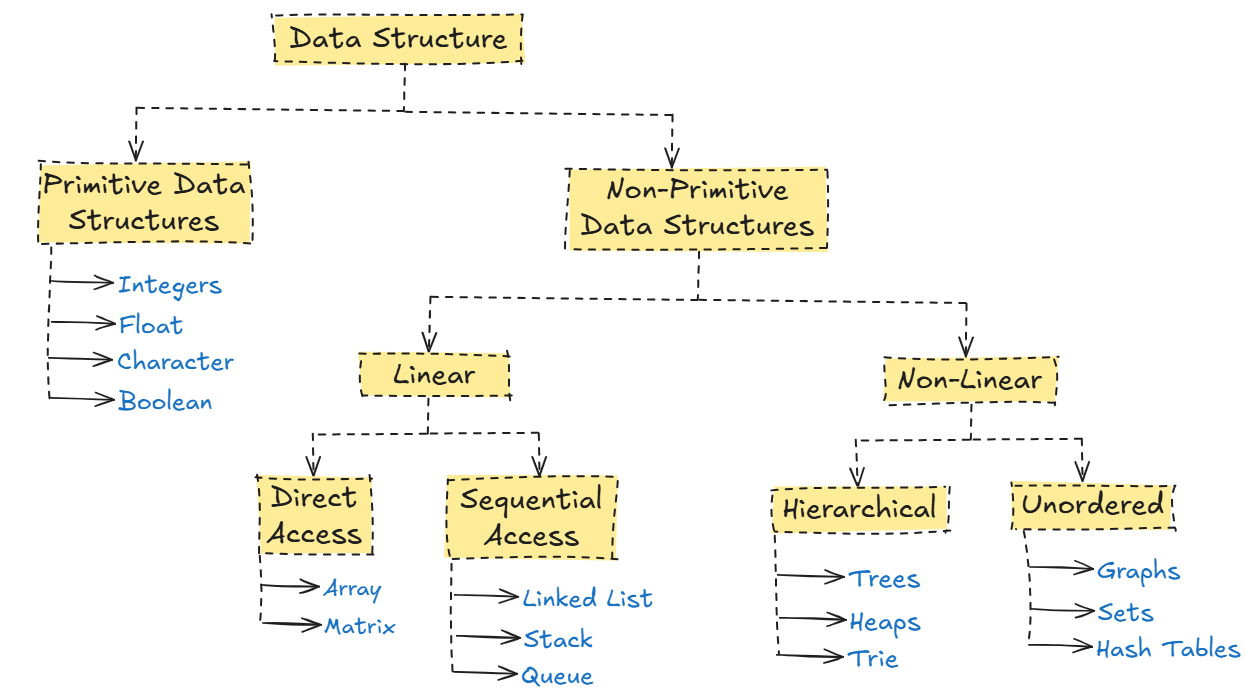 Data Structure
Primitive Data
Structures
Integers
Float
Character
Boolean
Non-Primitive
Data Structures
Linear
Direct
Access
Array
Matrix
Sequential
Access
Linked List
Stack
Queue
Non-Linear
Hierarchical
Trees
Heaps
Trie
Unordered
Graphs
Sets
Hash Tables